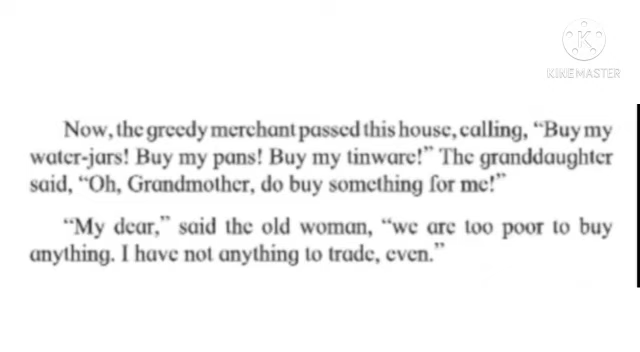 KINEMASTER
Now, the greedy merchant passed this house, calling, “Buy my
water-jars! Buy my pans! Buy my tinware!” The granddaughter
said, “Oh, Grandmother, do buy something for me!”
“My dear,” said the old woman, “we are too poor to buy
anything. I have not anything to trade, even.”